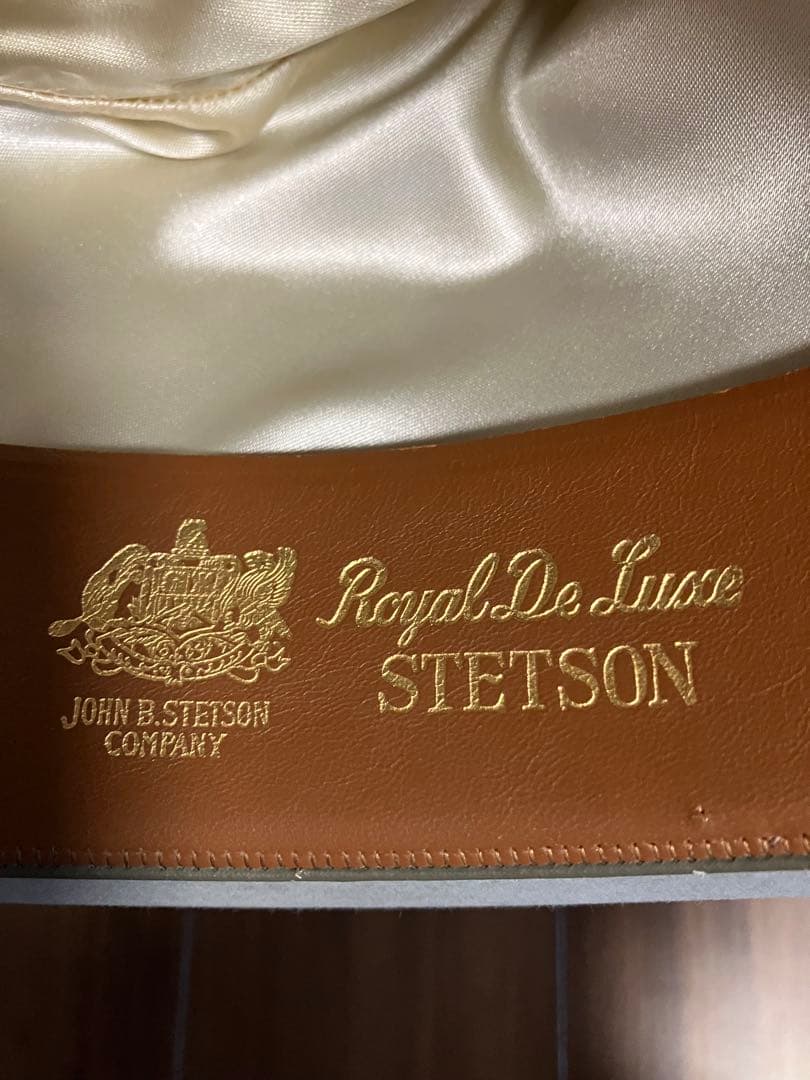 Royal De Luxe
STETSON
JOHN B. STETSON
COMPANY